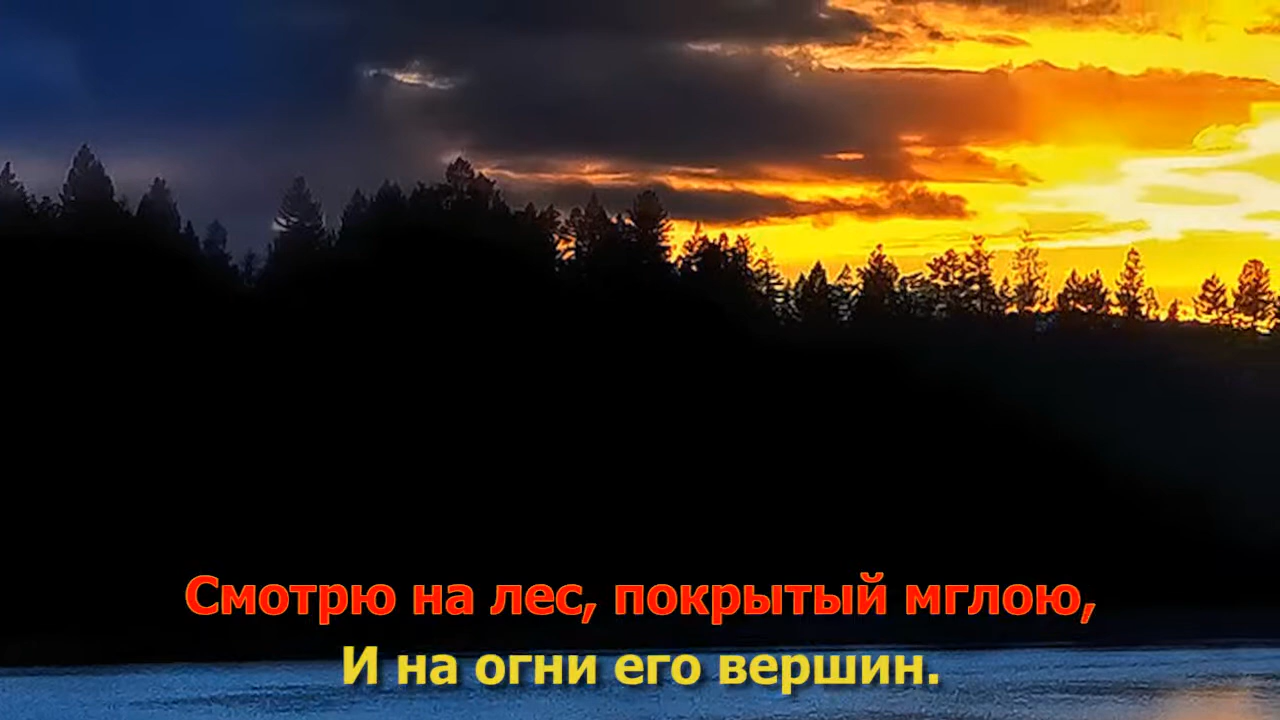 Смотрю на лес, покрытый мглою,
И на огни его вершин.